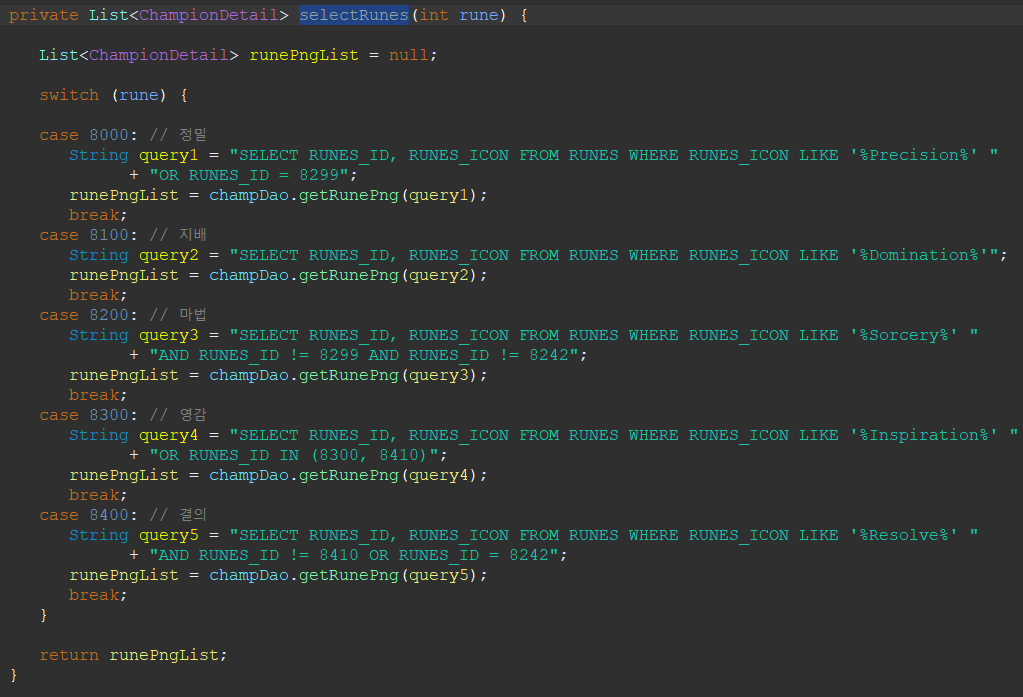 private List<ChampionDetail> selectRunes(int rune) {
List<ChampionDetail> runePngList = null;
switch (rune) {
case 8000: // 정밀
String query1 = "SELECT RUNES_ID, RUNES_ICON FROM RUNES WHERE RUNES_ICON LIKE '%Precision%' "
+ "OR RUNES_ID = 8299";
runePngList = champDao.getRunePng(query1);
break;
case 8100: // 지배
String query2 = "SELECT RUNES_ID, RUNES_ICON FROM RUNES WHERE RUNES_ICON LIKE '%Domination%'";
runePngList = champDao.getRunePng(query2);
break;
case 8200: // 마법
String query3 = "SELECT RUNES_ID, RUNES_ICON FROM RUNES WHERE RUNES_ICON LIKE '%Sorcery%' "
+ "AND RUNES_ID != 8299 AND RUNES_ID != 8242";
runePngList = champDao.getRunePng(query3);
break;
case 8300: // 영감
String query4 = "SELECT RUNES_ID, RUNES_ICON FROM RUNES WHERE RUNES_ICON LIKE '%Inspiration%' "
+ "OR RUNES_ID IN (8300, 8410)";
runePngList = champDao.getRunePng(query4);
break;
case 8400: // 결의
String query5 = "SELECT RUNES_ID, RUNES_ICON FROM RUNES WHERE RUNES_ICON LIKE '%Resolve%' "
+ "AND RUNES_ID != 8410 OR RUNES_ID = 8242";
runePngList = champDao.getRunePng(query5);
break;
}
return runePngList;
}